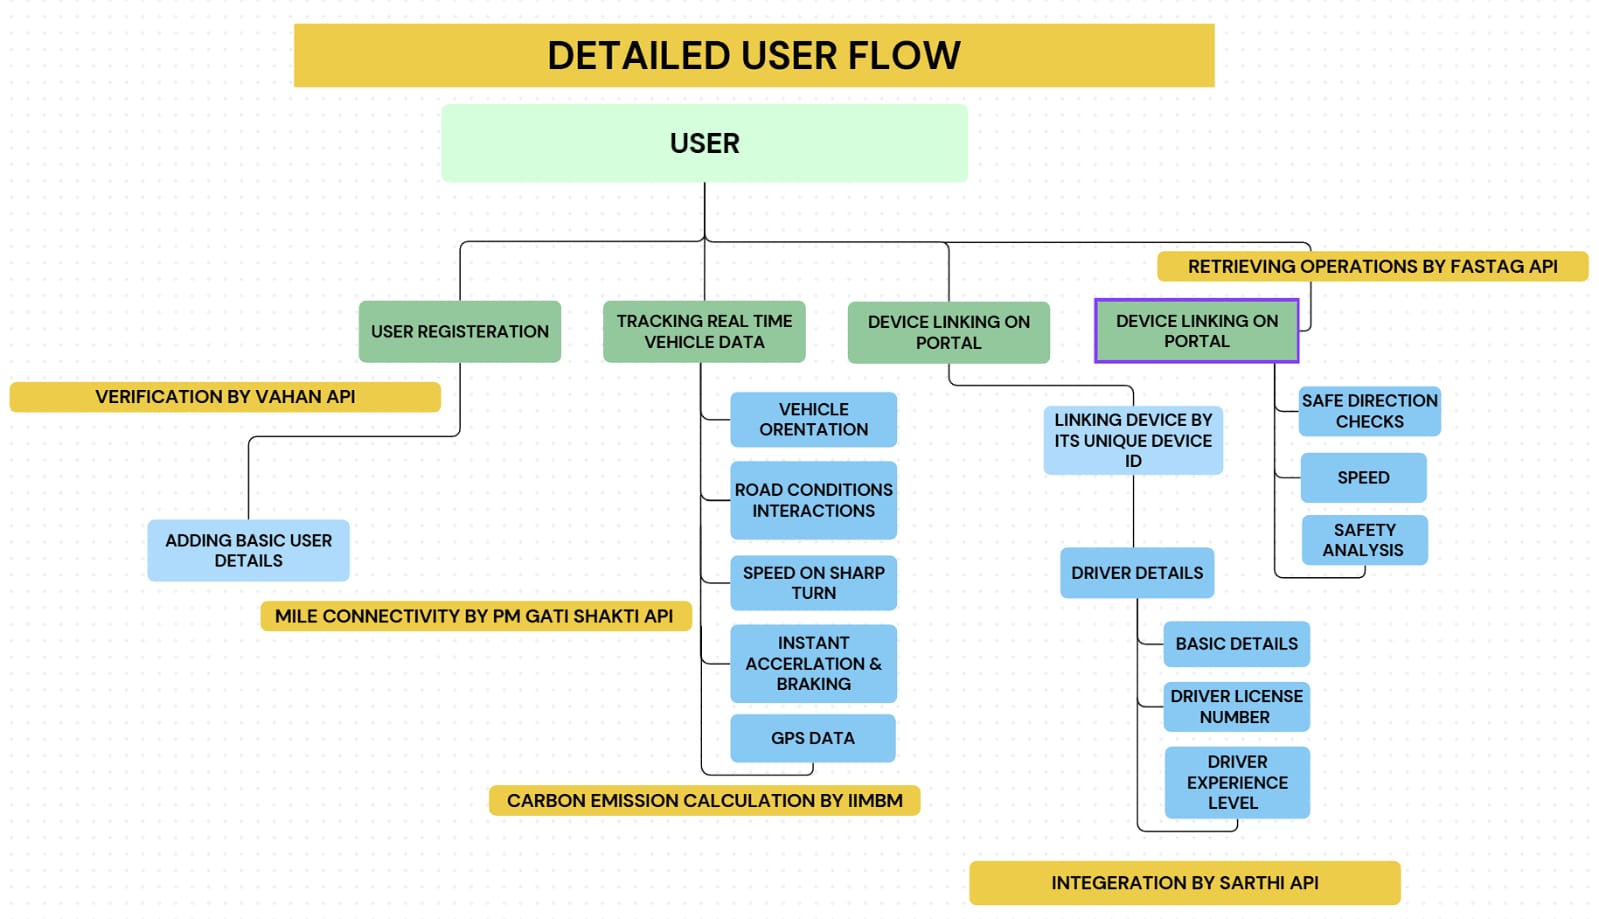 DETAILED USER FLOW
USER
RETRIEVING OPERATIONS BY FASTAG API
USER REGISTERATION
TRACKING REAL TIME
VEHICLE DATA
DEVICE LINKING ON
PORTAL
DEVICE LINKING ON
PORTAL
VERIFICATION BY VAHAN API
ADDING BASIC USER
DETAILS
MILE CONNECTIVITY BY PM GATI SHAKTI API
VEHICLE
ORENTATION
ROAD CONDITIONS
INTERACTIONS
SPEED ON SHARP
TURN
INSTANT
ACCERLATION &
BRAKING
GPS DATA
CARBON EMISSION CALCULATION BY IIMBM
LINKING DEVICE BY
ITS UNIQUE DEVICE
ID
DRIVER DETAILS
BASIC DETAILS
DRIVER LICENSE
NUMBER
DRIVER
EXPERIENCE
LEVEL
SAFE DIRECTION
CHECKS
SPEED
SAFETY
ANALYSIS
INTEGERATION BY SARTHI API